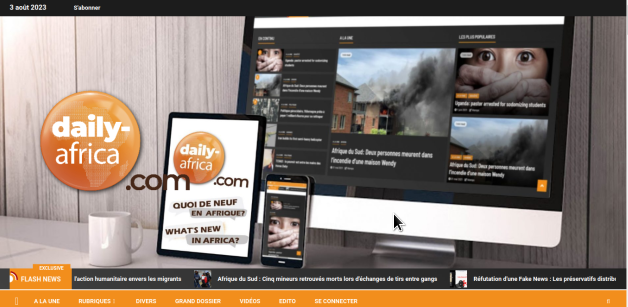 3 août 2023
S'abonner
EN CONTINU
A LA UNE
LES PLUS POPULAIRES
Uganda: pastor arrested for sodomizing students
Afrique du Sud: Deux personnes meurent dans
l'incendie d'une maison Wendy
Afrique du Sud: Deux personnes meurent dans
l'incendie d'une maison Wendy
daily-
africa
.com
daily-
africa
.com
QUOI DE NEUF
EN AFRIQUE?
WHAT'S NEW
IN AFRICA?
EXCLUSIVE
FLASH NEWS
l'action humanitaire envers les migrants
Afrique du Sud : Cinq mineurs retrouvés morts lors d'échanges de tirs entre gangs
Réfutation d'une Fake News : Les préservatifs distribu
A LA UNE
RUBRIQUES
DIVERS
GRAND DOSSIER
VIDÉOS
EDITO
SE CONNECTER